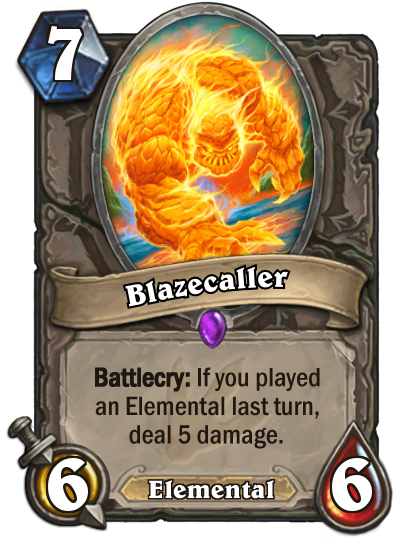 7
Blazecaller
Battlecry: If you played
an Elemental last turn,
deal 5 damage.
6
Elemental
6